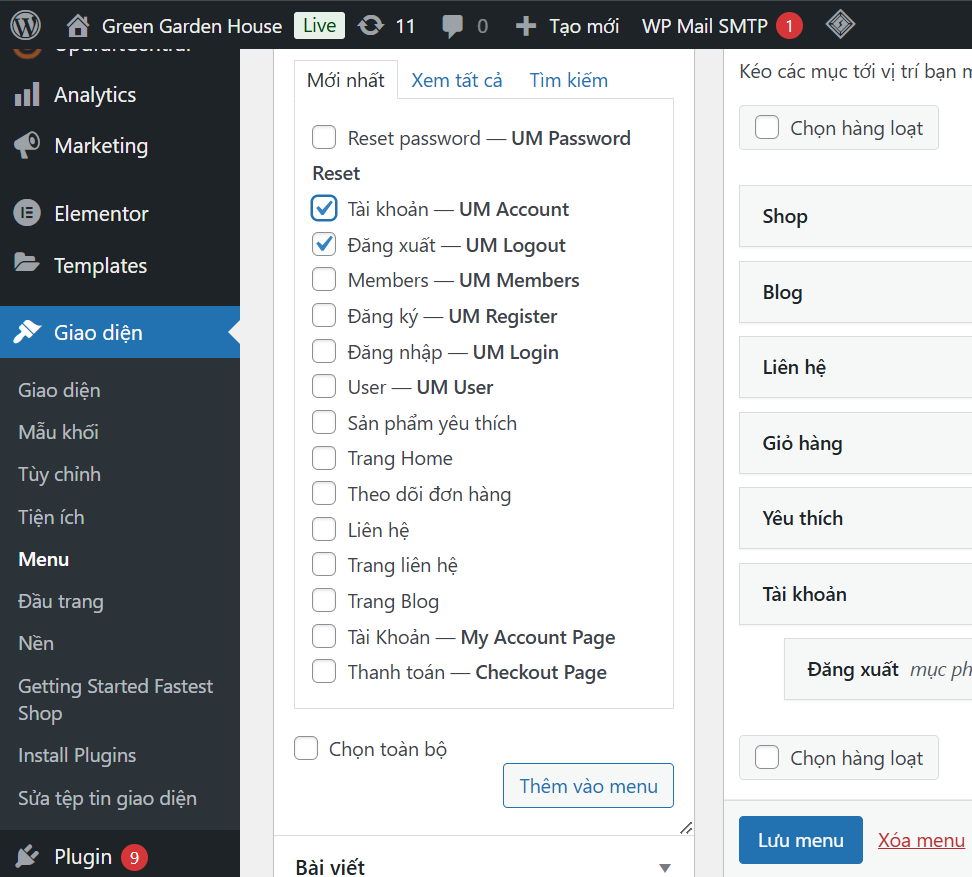 Green Garden House Live 11 0 Tạo mới WP Mail SMTP 1
Analytics
Marketing
Elementor
Templates
Giao diện
Giao diện
Mẫu khối
Tùy chỉnh
Tiện ích
Menu
Đầu trang
Nền
Getting Started Fastest
Shop
Install Plugins
Sửa tệp tin giao diện
Plugin 9
Mới nhất Xem tất cả Tìm kiếm
Reset password — UM Password
Reset
Tài khoản — UM Account
Đăng xuất — UM Logout
Members — UM Members
Đăng ký — UM Register
Đăng nhập — UM Login
User — UM User
Sản phẩm yêu thích
Trang Home
Theo dõi đơn hàng
Liên hệ
Trang liên hệ
Trang Blog
Tài Khoản — My Account Page
Thanh toán — Checkout Page
Chọn toàn bộ
Thêm vào menu
Bài viết
Kéo các mục tới vị trí bạn
Chọn hàng loạt
Shop
Blog
Liên hệ
Giỏ hàng
Yêu thích
Tài khoản
Đăng xuất mục
Chọn hàng loạt
Lưu menu Xóa menu